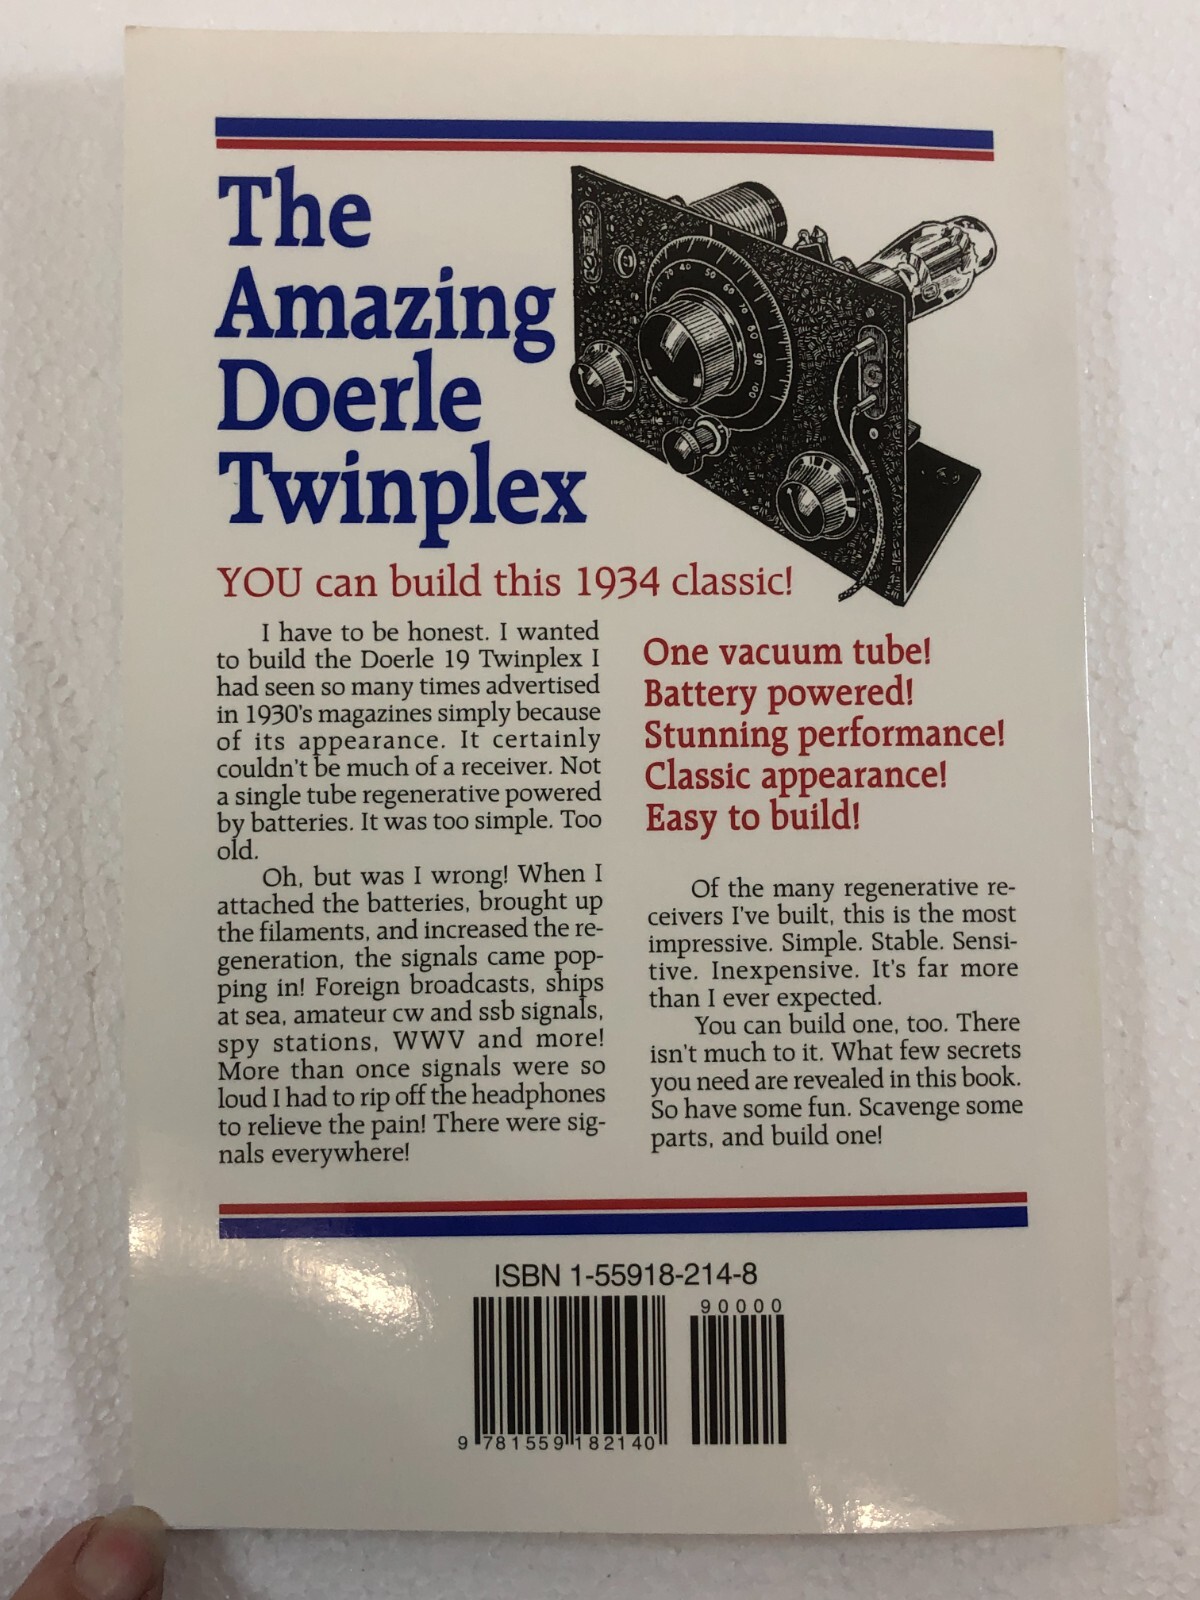 The
Amazing
Doerle
Twinplex
YOU can build this 1934 classic!
I have to be honest. I wanted
to build the Doerle 19 Twinplex I
had seen so many times advertised
in 1930's magazines simply because
of its appearance. It certainly
couldn't be much of a receiver. Not
a single tube regenerative powered
by batteries. It was too simple. Too
old.
Oh, but was I wrong! When I
attached the batteries, brought up
the filaments, and increased the re-
generation, the signals came pop-
ping in! Foreign broadcasts, ships
at sea, amateur cw and ssb signals,
spy stations, WWV and more!
More than once signals were so
loud I had to rip off the headphones
to relieve the pain! There were sig-
nals everywhere!
One vacuum tube!
Battery powered!
Stunning performance!
Classic appearance!
Easy to build!
Of the many regenerative re-
ceivers I've built, this is the most
impressive. Simple. Stable. Sensi-
tive. Inexpensive. It's far more
than I ever expected.
You can build one, too. There
isn't much to it. What few secrets
you need are revealed in this book.
So have some fun. Scavenge some
parts, and build one!
ISBN 1-55918-214-8
90000
9 781559 182140